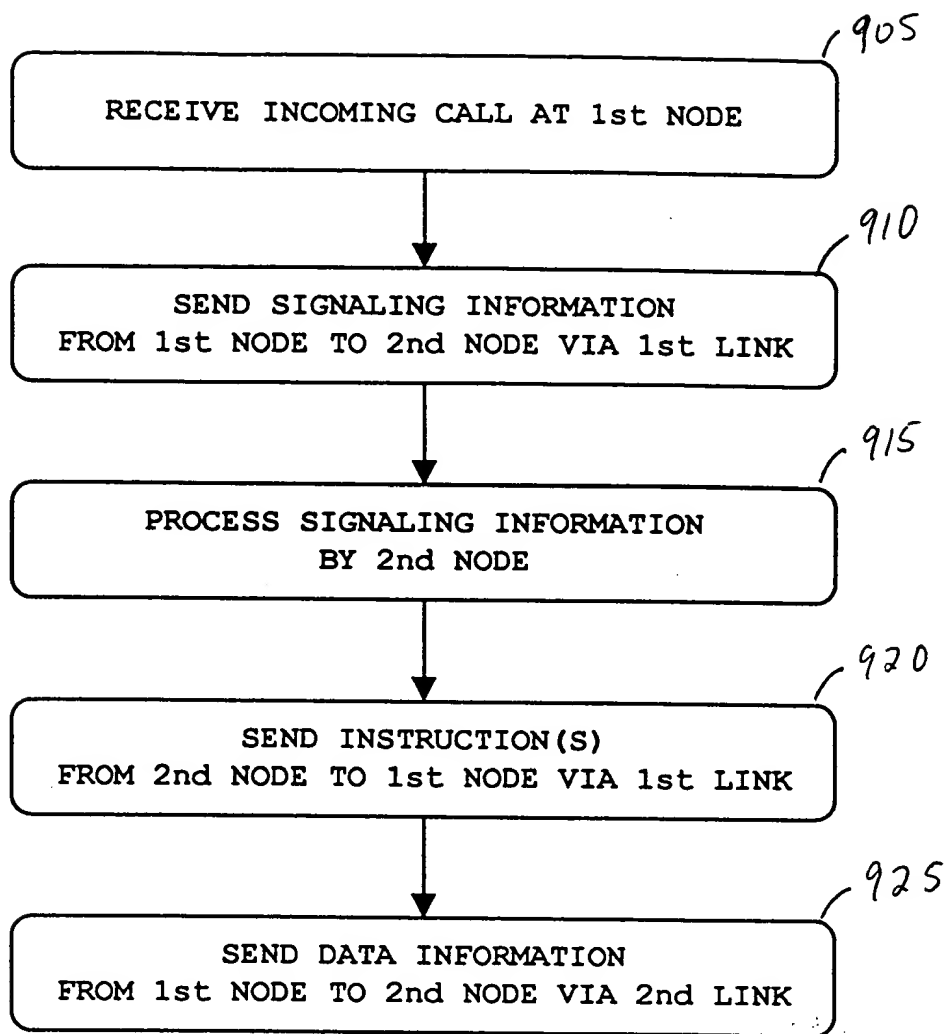 905
RECEIVE INCOMING CALL AT 1st NODE
910
SEND SIGNALING INFORMATION
FROM 1st NODE TO 2nd NODE VIA 1st LINK
915
PROCESS SIGNALING INFORMATION
BY 2nd NODE
920
SEND INSTRUCTION(S)
FROM 2nd NODE TO 1st NODE VIA 1st LINK
925
SEND DATA INFORMATION
FROM 1st NODE TO 2nd NODE VIA 2nd LINK